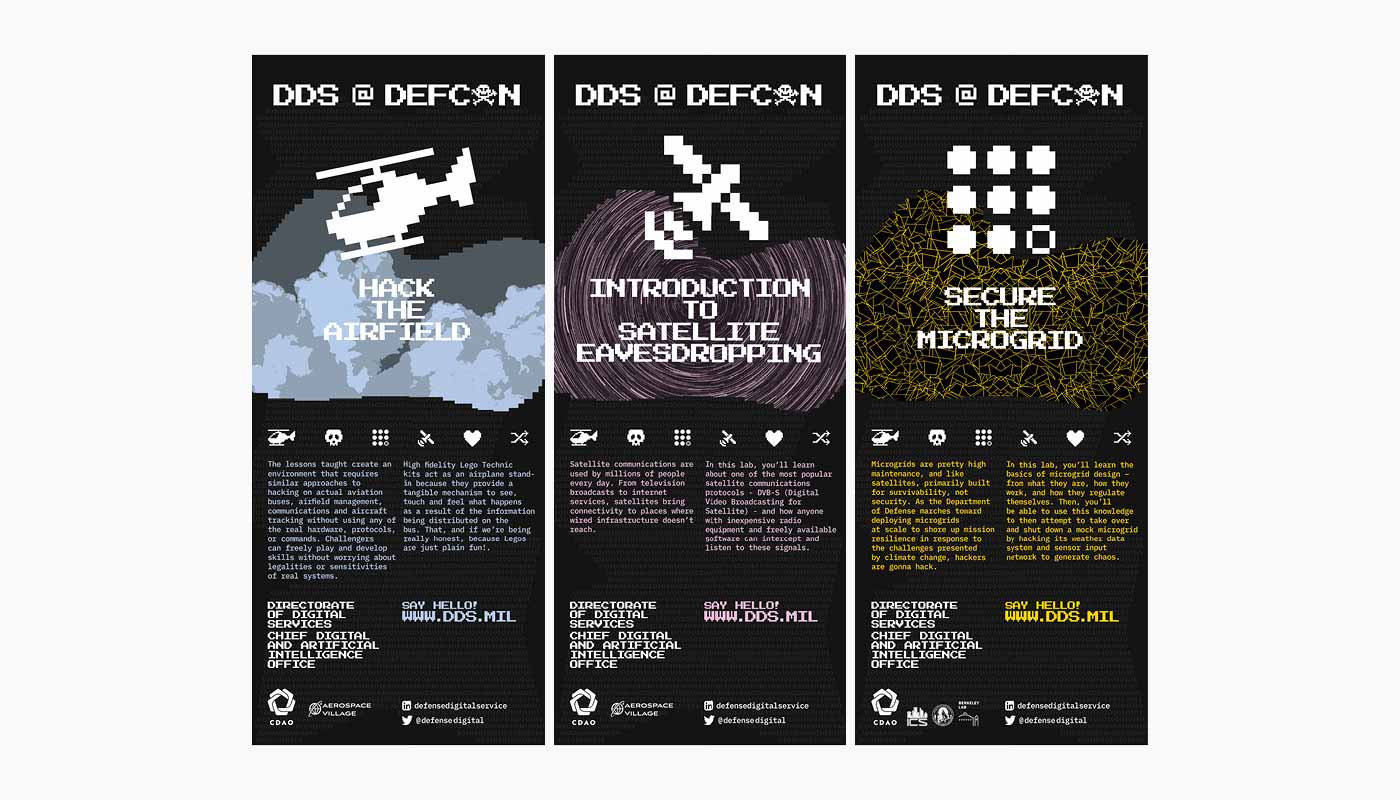 DDS @ DEFCON
HACK
THE
AIRFIELD
The lessons taught create an
environment that requires
similar approaches to
hacking on actual aviation
buses, airfield management,
communications and aircraft
tracking without using any of
the real hardware, protocols,
or commands. Challengers
can freely play and develop
skills without worrying about
legalities or sensitivities
of real systems.
High fidelity Lego Technic
kits act as an airplane stand-
in because they provide a
tangible mechanism to see,
touch and feel what happens
as a result of the information
being distributed on the
bus. That, and if we're being
really honest, because Legos
are just plain fun!.
DIRECTORATE
OF DIGITAL
SERVICES
CHIEF DIGITAL
AND ARTIFICIAL
INTELLIGENCE
OFFICE
SAY HELLO!
WWW.DDS.MIL
CDAO
AEROSPACE
VILLAGE
defensedigitalservice
@defensedigital
DDS @ DEFCON
INTRODUCTION
TO
SATELLITE
EAVESDROPPING
Satellite communications are
used by millions of people
every day. From television
broadcasts to internet
services, satellites bring
connectivity to places where
wired infrastructure doesn't
reach.
In this lab, you'll learn
about one of the most popular
satellite communications
protocols - DVB-S (Digital
Video Broadcasting for
Satellite) - and how anyone
with inexpensive radio
equipment and freely available
software can intercept and
listen to these signals.
DIRECTORATE
OF DIGITAL
SERVICES
CHIEF DIGITAL
AND ARTIFICIAL
INTELLIGENCE
OFFICE
SAY HELLO!
WWW.DDS.MIL
CDAO
AEROSPACE
VILLAGE
defensedigitalservice
@defensedigital
DDS @ DEFCON
SECURE
THE
MICROGRID
Microgrids are pretty high
maintenance, and like
satellites, primarily built
for survivability, not
security. As the Department
of Defense marches toward
deploying microgrids
at scale to shore up mission
resilience in response to
the challenges presented
by climate change, hackers
are gonna hack.
In this lab, you'll learn the
basics of microgrid design –
from what they are, how they
work, and how they regulate
themselves. Then, you'll
be able to use this knowledge
to then attempt to take over
and shut down a mock microgrid
by hacking its weather data
system and sensor input
network to generate chaos.
DIRECTORATE
OF DIGITAL
SERVICES
CHIEF DIGITAL
AND ARTIFICIAL
INTELLIGENCE
OFFICE
SAY HELLO!
WWW.DDS.MIL
CDAO
ICS
BERKELEY
LAB
defensedigitalservice
@defensedigital